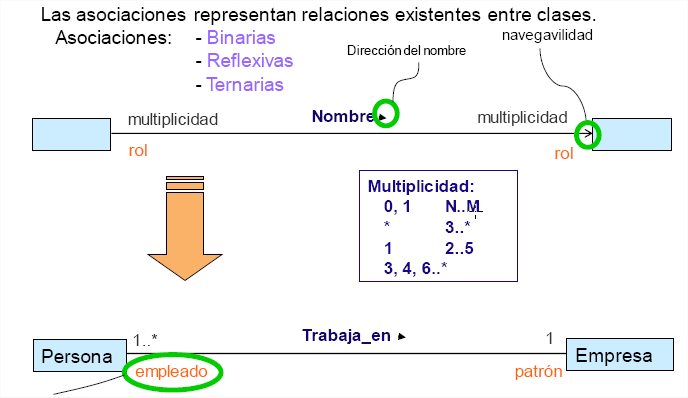 Las asociaciones representan relaciones existentes entre clases.
Asociaciones: - Binarias
- Reflexivas
- Ternarias
Dirección del nombre
navegavilidad
multiplicidad
Nombre
multiplicidad
rol
rol
Multiplicidad:
0, 1 N..M
* 3..*
1 2..5
3, 4, 6..*
1..*
Trabaja_en
1
Persona
Empresa
empleado
patrón